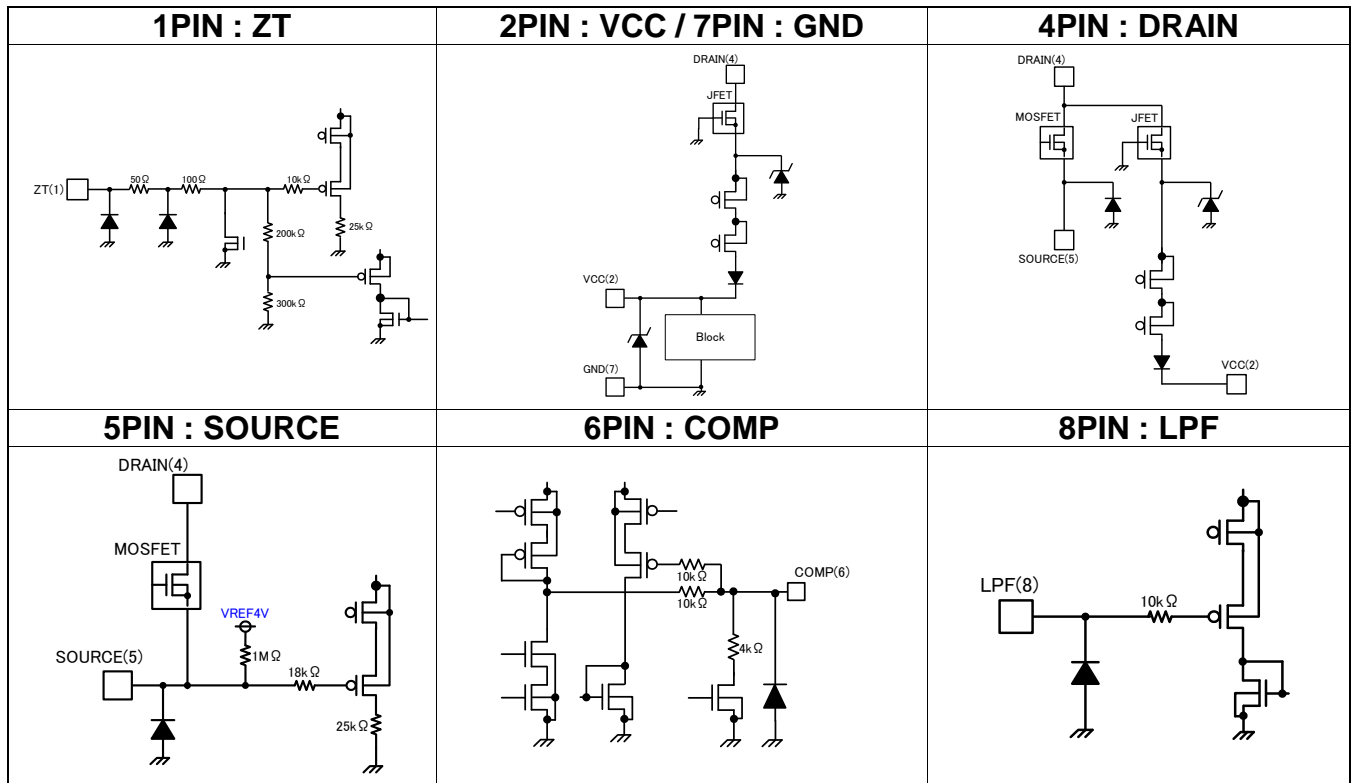 1PIN : ZT
2PIN : VCC / 7PIN : GND
4PIN : DRAIN
ZT(1)
50Ω
100Ω
10kΩ
200kΩ
25kΩ
300kΩ
DRAIN(4)
JFET
VCC(2)
Block
GND(7)
DRAIN(4)
MOSFET
JFET
SOURCE(5)
VCC(2)
5PIN : SOURCE
6PIN : COMP
8PIN : LPF
DRAIN(4)
MOSFET
VREF4V
1MΩ
SOURCE(5)
18kΩ
25kΩ
10kΩ
COMP(6)
10kΩ
4kΩ
LPF(8)
10kΩ